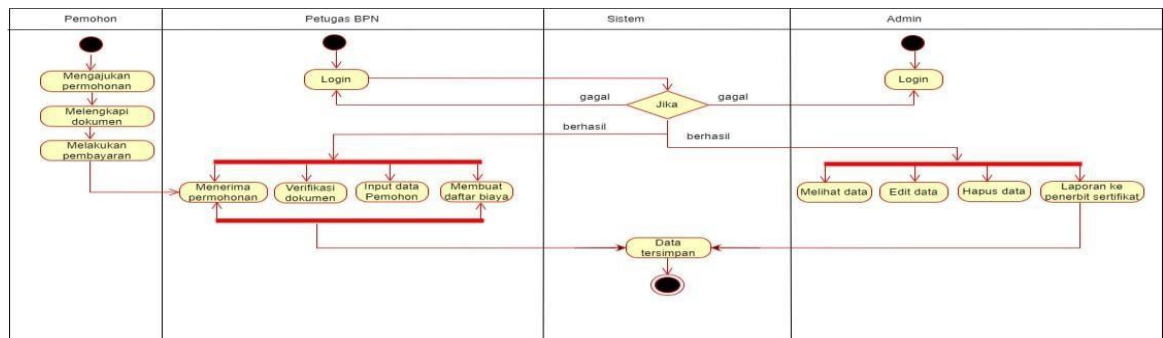 Pemohon
Petugas BPN
Sistem
Admin
Mengajukan
permohonan
Melengkapi
dokumen
Melakukan
pembayaran
Login
Login
gagal
Jika
gagal
berhasil
berhasil
Menerima
permohonan
Verifikasi
dokumen
Input data
Pemohon
Membuat
daftar biaya
Melihat data
Edit data
Hapus data
Laporan ke
penerbit sertifikat
Data
tersimpan